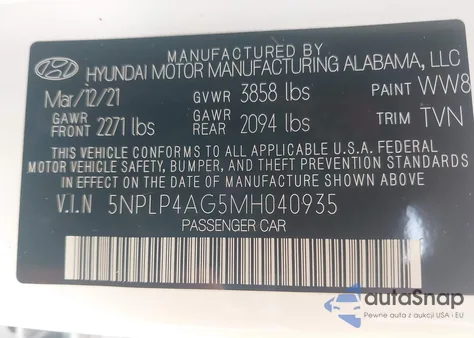 MANUFACTURED BY
HYUNDAI MOTOR MANUFACTURING ALABAMA, LLC
Mar/12/21 GVWR 3858 lbs PAINT WW8
GAWR FRONT 2271 lbs GAWR REAR 2094 lbs TRIM TVN
THIS VEHICLE CONFORMS TO ALL APPLICABLE U.S.A. FEDERAL
MOTOR VEHICLE SAFETY, BUMPER, AND THEFT PREVENTION STANDARDS
IN EFFECT ON THE DATE OF MANUFACTURE SHOWN ABOVE.
V.I.N 5NPLP4AG5MH040935
PASSENGER CAR
autoSnap
Pewne auta z aukcji USA i EU